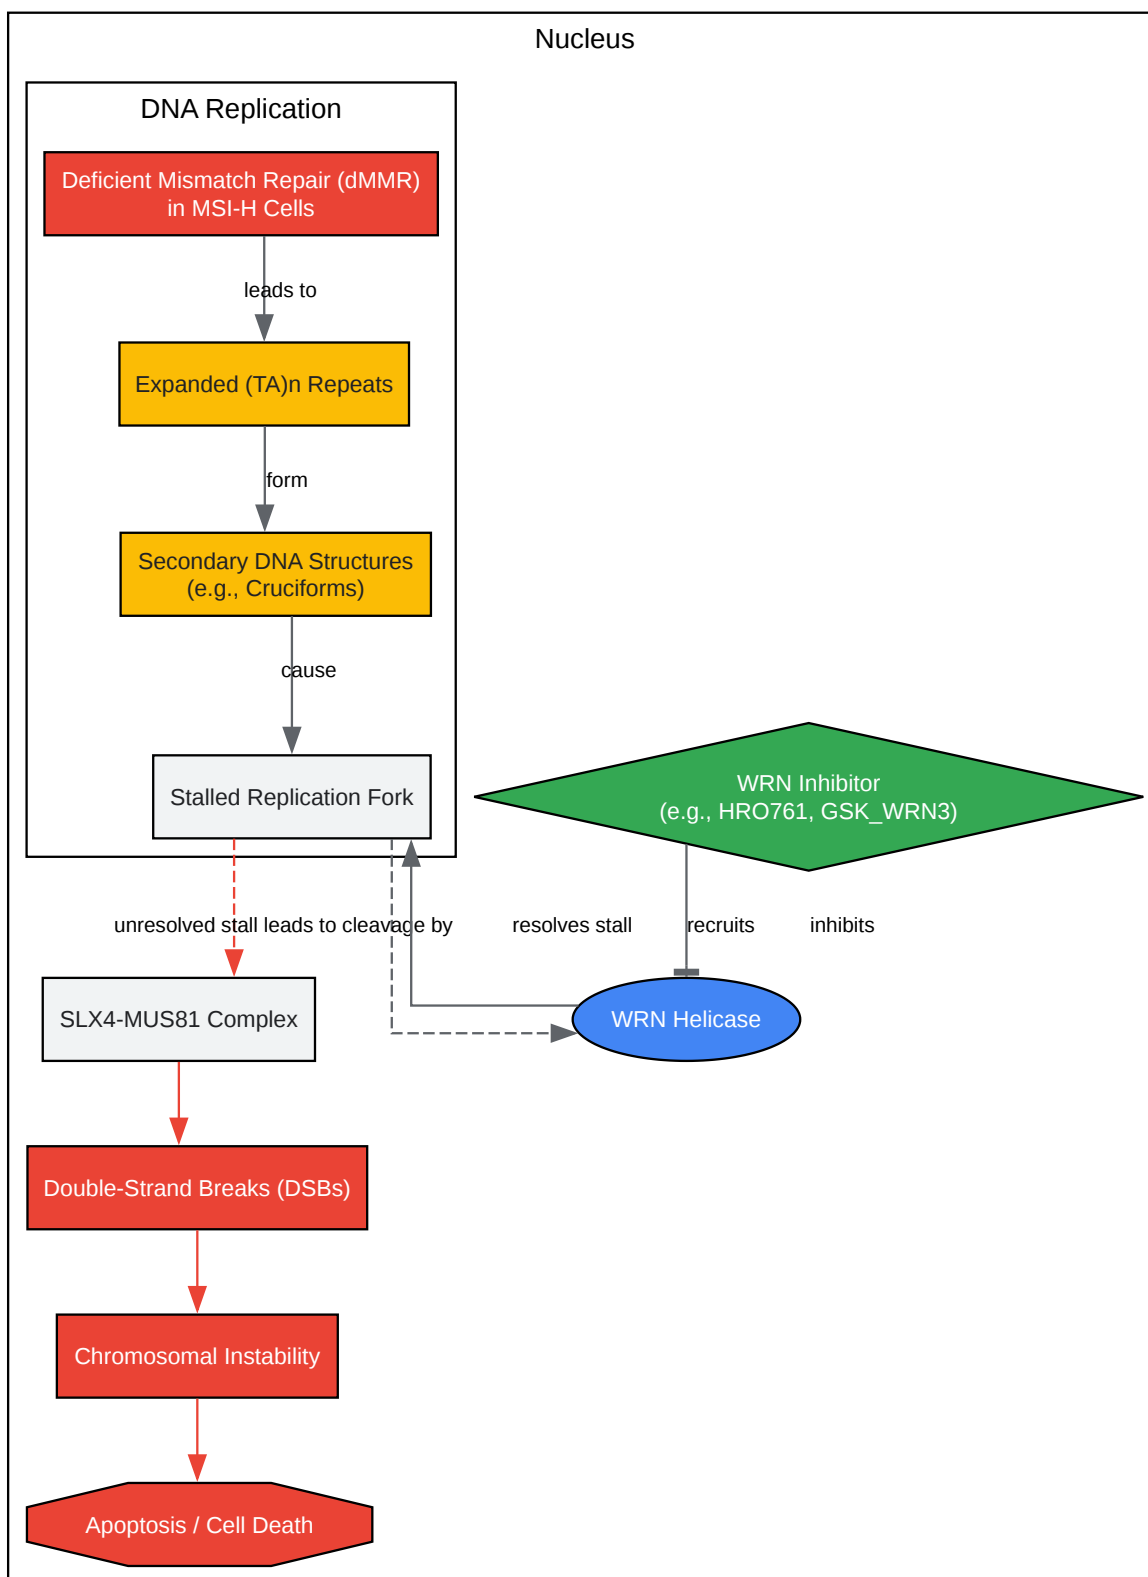 Nucleus
DNA Replication
Deficient Mismatch Repair (dMMR)
in MSI-H Cells
leads to
Expanded (TA)n Repeats
form
Secondary DNA Structures
(e.g., Cruciforms)
cause
Stalled Replication Fork
WRN Inhibitor
(e.g., HRO761, GSK_WRN3)
unresolved stall leads to cleavage by
resolves stall
recruits
inhibits
SLX4-MUS81 Complex
WRN Helicase
Double-Strand Breaks (DSBs)
Chromosomal Instability
Apoptosis / Cell Death